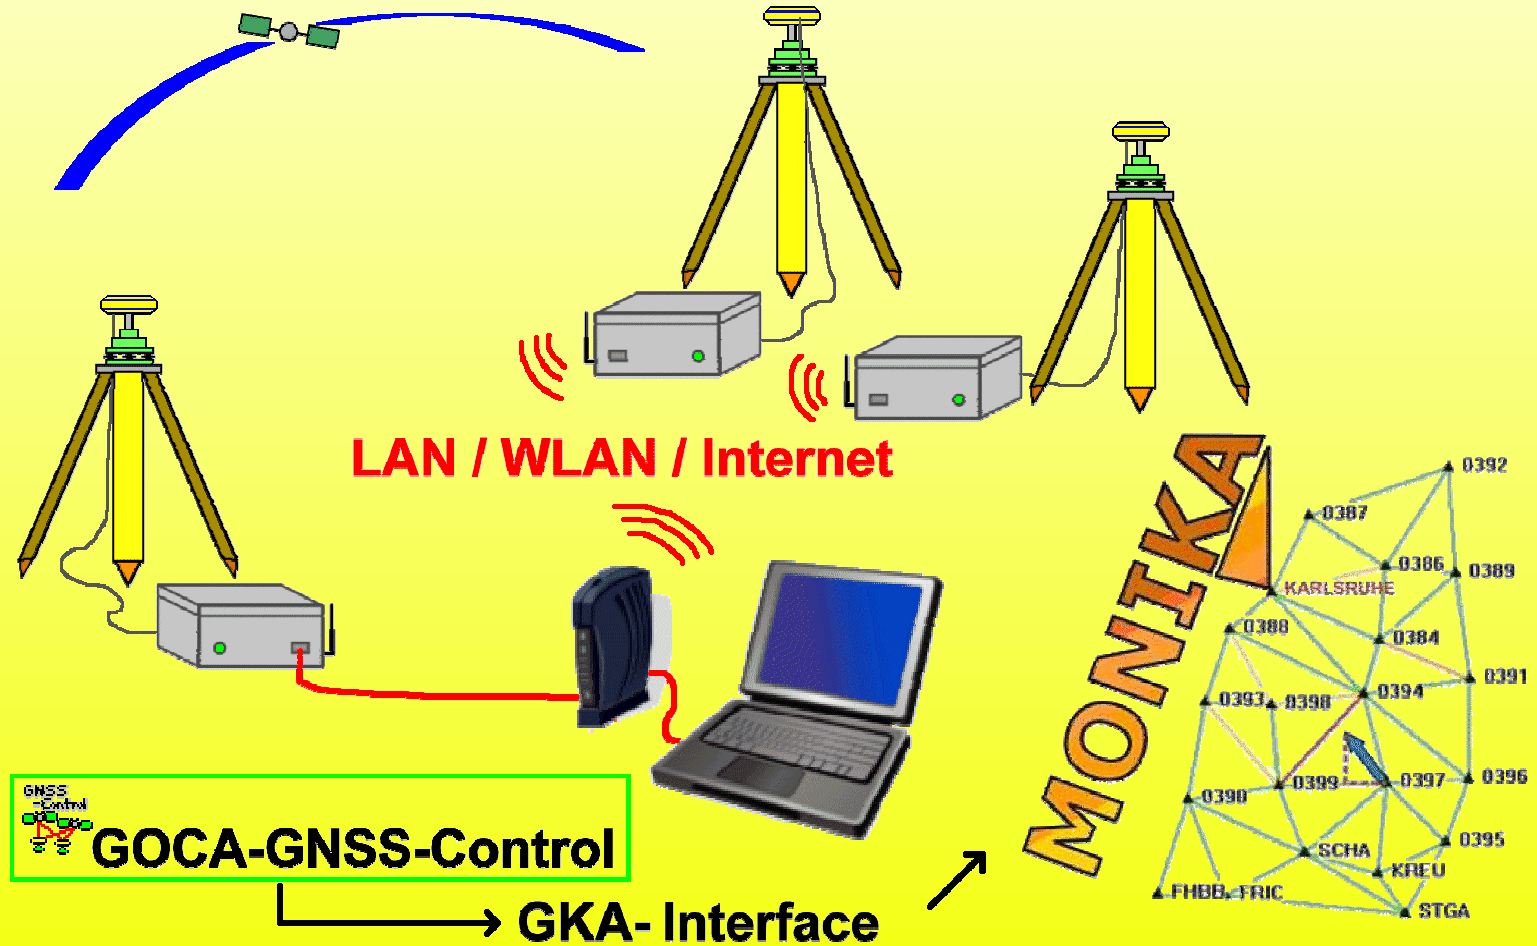 LAN / WLAN / Internet
MONIKA
0392
0387
0386
0389
KARLSRUHE
0388
0384
0391
0394
0393
0398
0399
0397
0396
0390
0395
SCHA
KREU
FHBB
FRIC
STGA
GNSS
-Control
GOCA-GNSS-Control
GKA- Interface